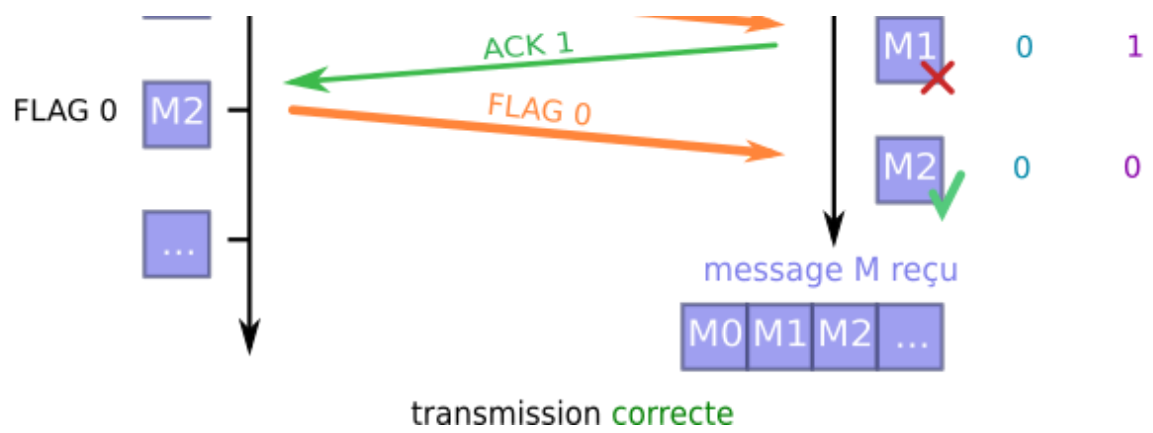 ACK 1
M1 0 1
FLAG 0 M2
FLAG 0
M2 0 0
...
message M reçu
M0 M1 M2 ...
transmission correcte